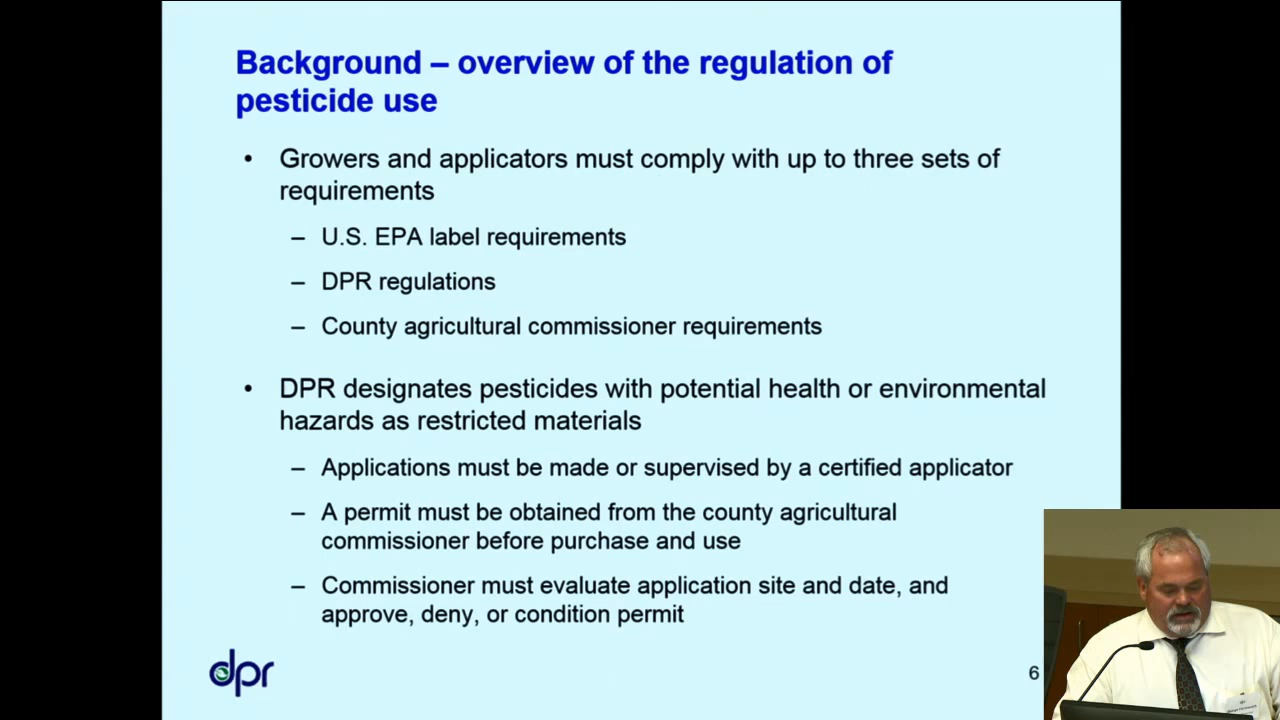 Background – overview of the regulation of
pesticide use
• Growers and applicators must comply with up to three sets of
requirements
– U.S. EPA label requirements
– DPR regulations
– County agricultural commissioner requirements
• DPR designates pesticides with potential health or environmental
hazards as restricted materials
– Applications must be made or supervised by a certified applicator
– A permit must be obtained from the county agricultural
commissioner before purchase and use
– Commissioner must evaluate application site and date, and
approve, deny, or condition permit
dpr
6